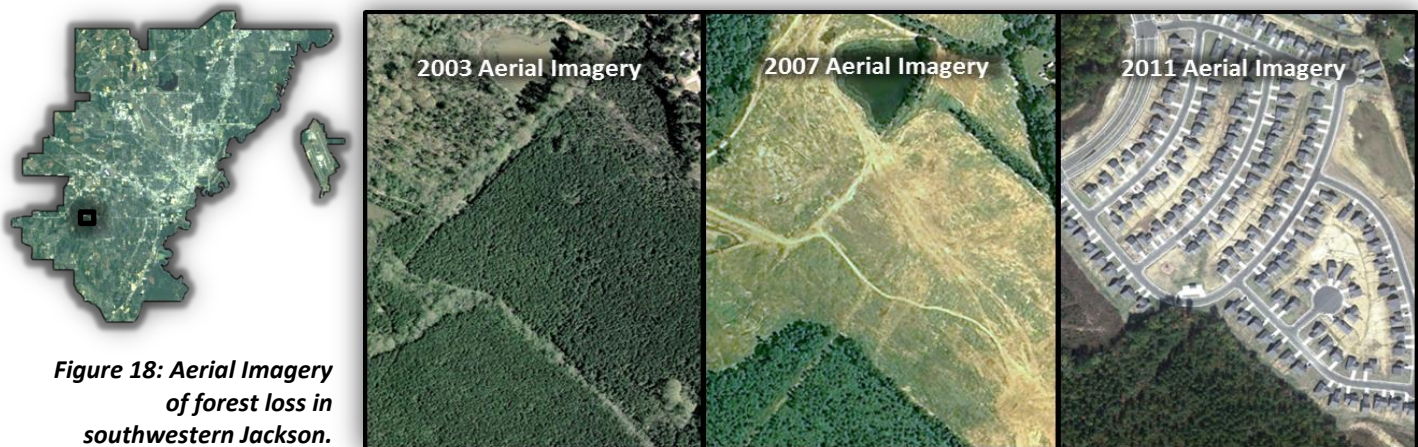 2003 Aerial Imagery
2007 Aerial Imagery
2011 Aerial Imagery
Figure 18: Aerial Imagery
of forest loss in
southwestern Jackson.